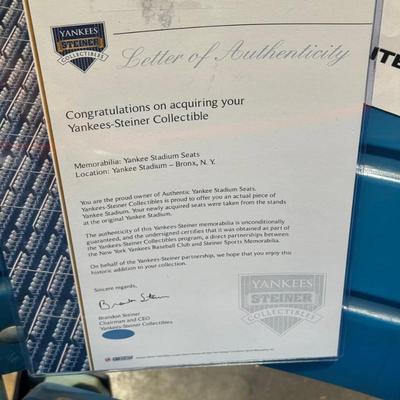 YANKEES
STEINER
COLLECTIBLES
Letter of Authenticity
Congratulations on acquiring your
Yankees-Steiner Collectible
Memorabilia: Yankee Stadium Seats
Location: Yankee Stadium – Bronx, N. Y.
You are the proud owner of Authentic Yankee Stadium Seats.
Yankees-Steiner Collectibles is proud to offer you an actual piece of
Yankee Stadium. Your newly acquired seats were taken from the stands
at the original Yankee Stadium.
The authenticity of this Yankees-Steiner memorabilia is unconditionally
guaranteed, and the undersigned certifies that it was obtained as part of
the Yankees-Steiner Collectibles program, a direct partnerships between
the New York Yankees Baseball Club and Steiner Sports Memorabilia.
On behalf of the Yankees-Steiner partnership, we hope that you enjoy this
historic addition to your collection.
Sincere regards,
Brandon Steiner
Brandon Steiner
Chairman and CEO
Yankees-Steiner Collectibles
YANKEES
STEINER
COLLECTIBLES